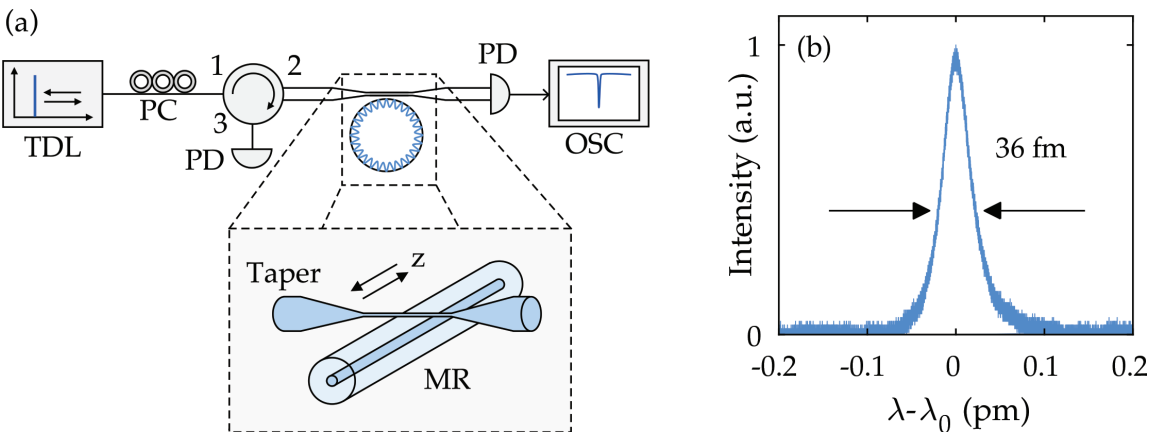 (a)
TDL
PC
1
2
3
PD
PD
OSC
Taper
z
MR
(b)
Intensity (a.u.)
1
0
36 fm
-0.2
-0.1
0
0.1
0.2
λ-λ₀ (pm)